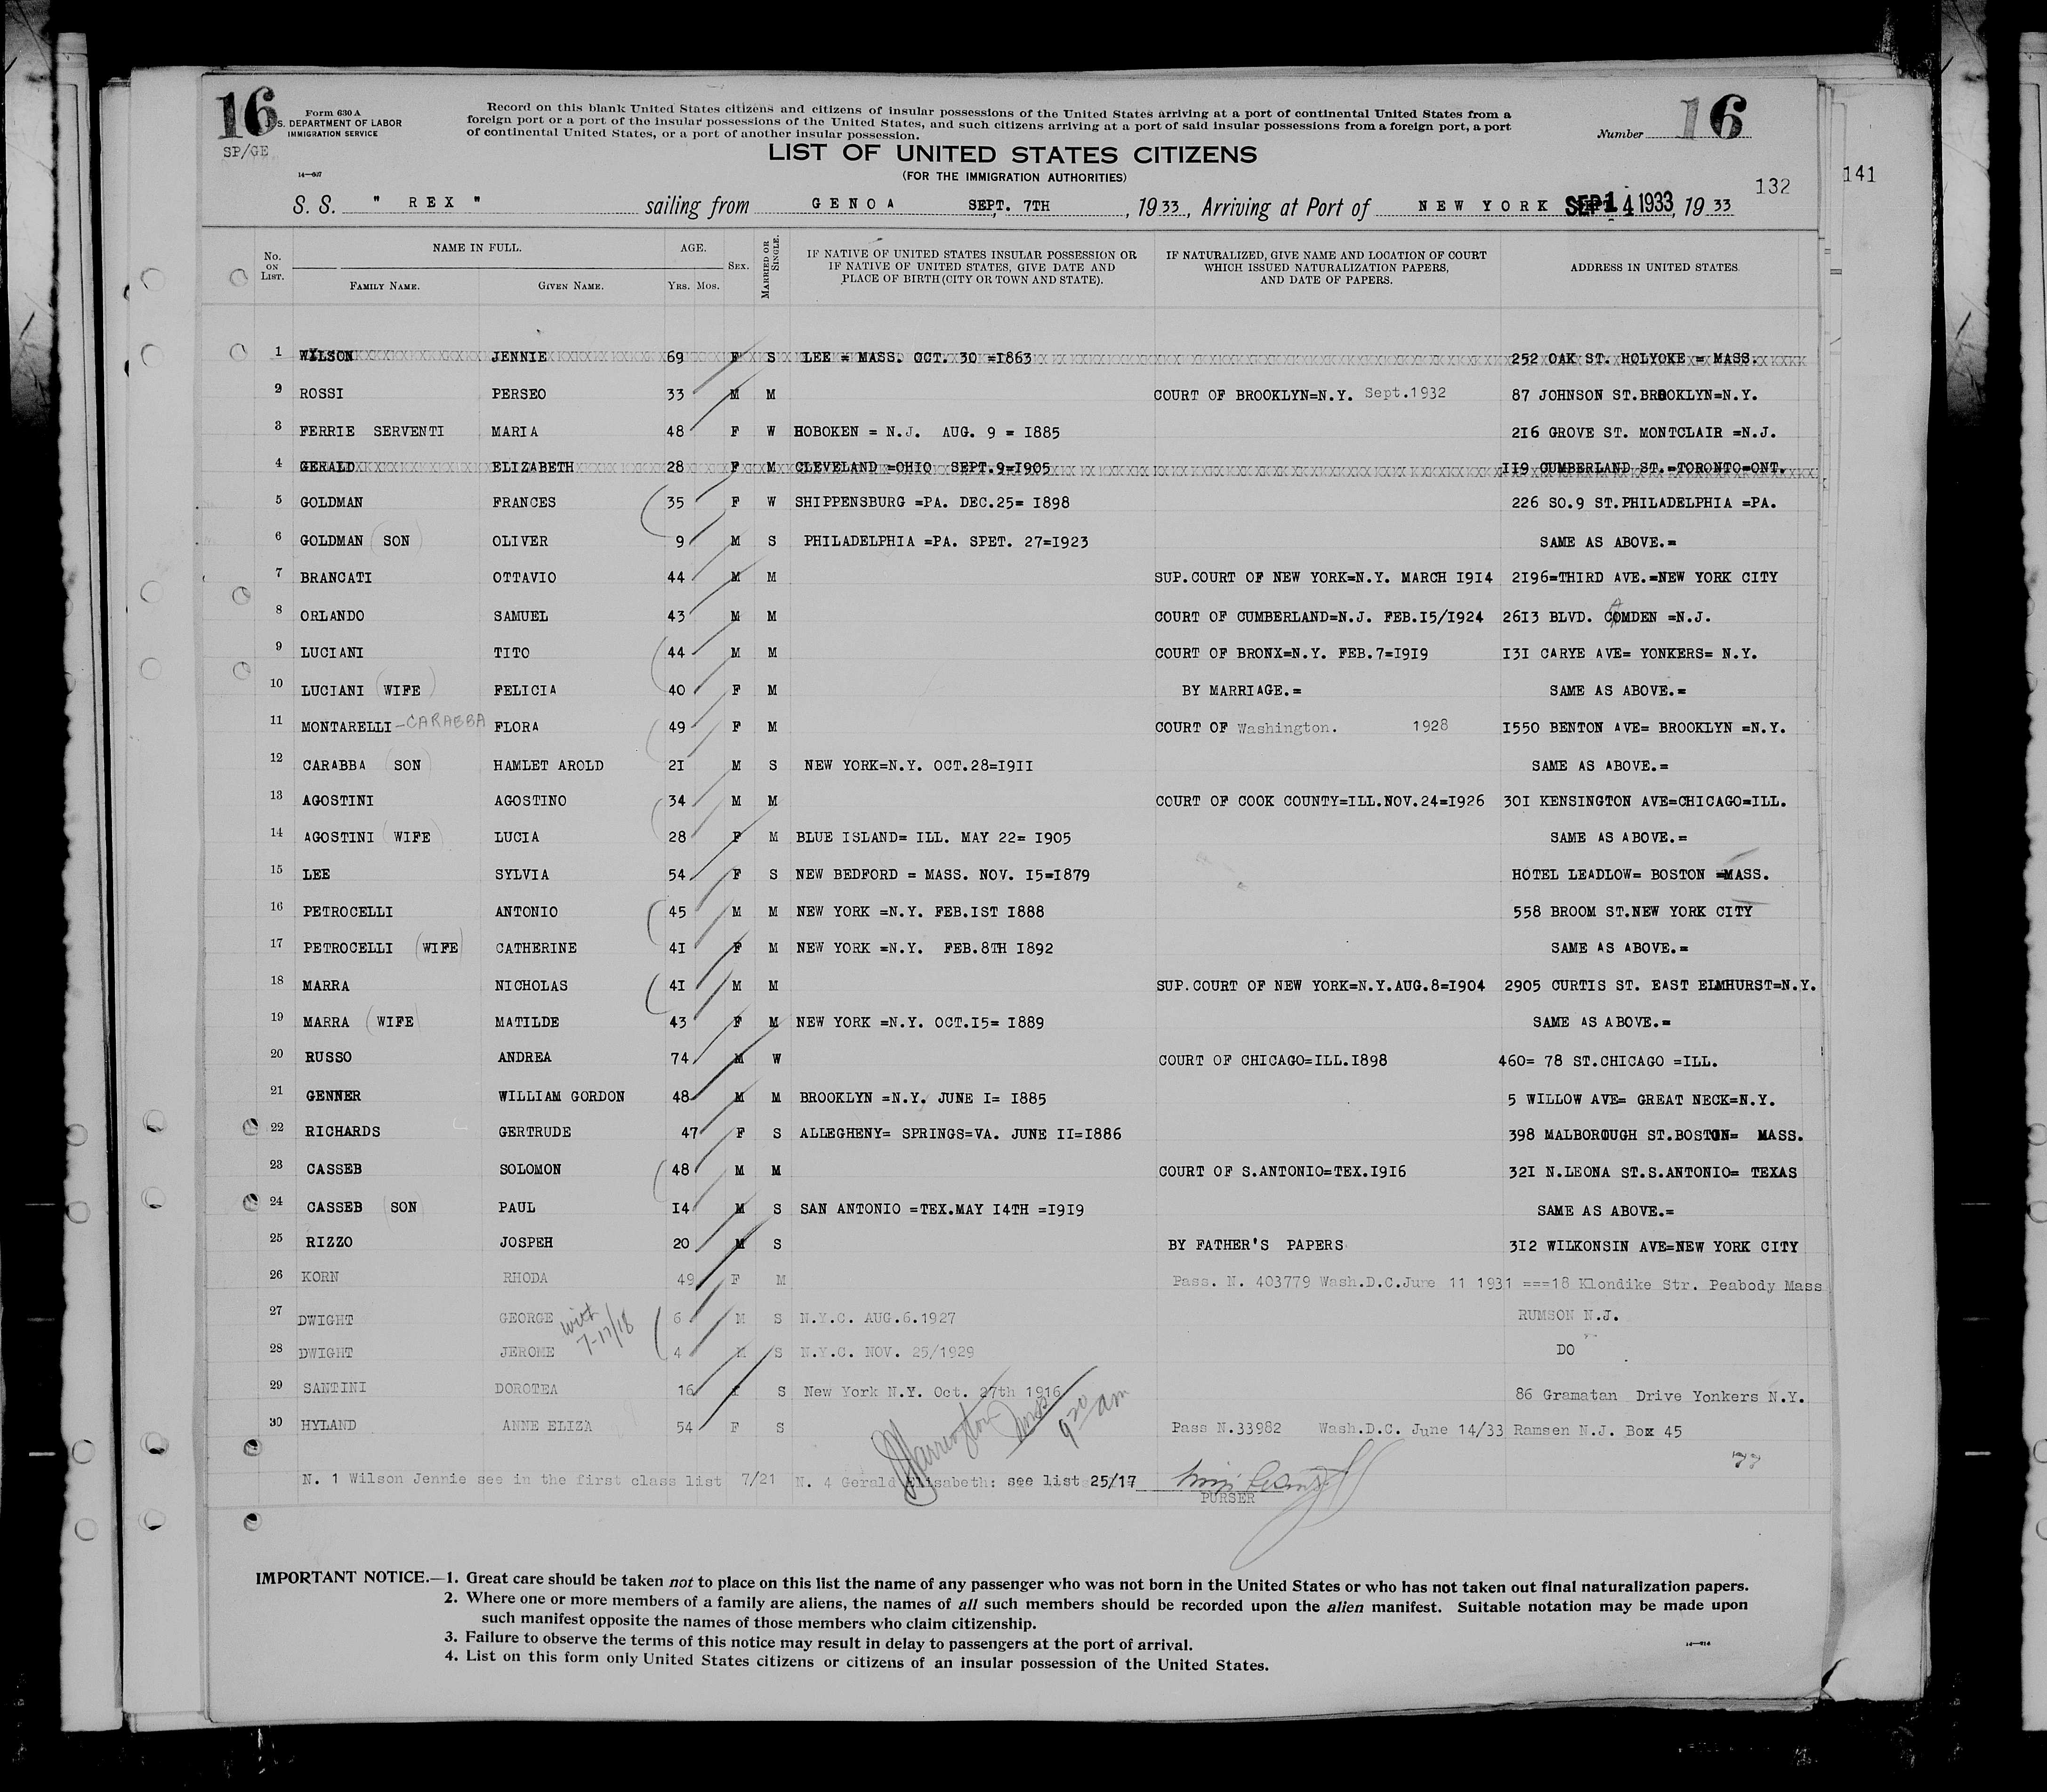 16
Form 630 A
U.S. DEPARTMENT OF LABOR
IMMIGRATION SERVICE
SP/GE
Record on this blank United States citizens and citizens of insular possessions of the United States arriving at a port of continental United States from a
foreign port or a port of the insular possessions of the United States, and such citizens arriving at a port of said insular possessions from a foreign port, a port
of continental United States, or a port of another insular possession.
Number 16
LIST OF UNITED STATES CITIZENS
(FOR THE IMMIGRATION AUTHORITIES)
132
141
S. S. " REX " sailing from GENOA SEPT. 7TH, 1933, Arriving at Port of NEW YORK SEP 14 1933, 1933
No. ON LIST. NAME IN FULL. FAMILY NAME. GIVEN NAME. AGE. YRS. MOS. SEX. MARRIED OR SINGLE. IF NATIVE OF UNITED STATES INSULAR POSSESSION OR IF NATIVE OF UNITED STATES, GIVE DATE AND PLACE OF BIRTH (CITY OR TOWN AND STATE). IF NATURALIZED, GIVE NAME AND LOCATION OF COURT WHICH ISSUED NATURALIZATION PAPERS, AND DATE OF PAPERS. ADDRESS IN UNITED STATES
1 WILSON JENNIE 69 F S LEE = MASS. OCT. 30 =1863 252 OAK ST. HOLYOKE = MASS.
2 ROSSI PERSEO 33 M M COURT OF BROOKLYN=N.Y. Sept.1932 87 JOHNSON ST.BROOKLYN=N.Y.
3 FERRIE SERVENTI MARIA 48 F W HOBOKEN = N.J. AUG. 9 = 1885 216 GROVE ST. MONTCLAIR =N.J.
4 GERALD ELIZABETH 28 F M CLEVELAND =OHIO SEPT.9=1905 119 CUMBERLAND ST.=TORONTO=ONT.
5 GOLDMAN FRANCES 35 F W SHIPPENSBURG =PA. DEC.25= 1898 226 SO.9 ST.PHILADELPHIA =PA.
6 GOLDMAN (SON) OLIVER 9 M S PHILADELPHIA =PA. SPET. 27=1923 SAME AS ABOVE.=
7 BRANCATI OTTAVIO 44 M M SUP.COURT OF NEW YORK=N.Y. MARCH 1914 2196=THIRD AVE.=NEW YORK CITY
8 ORLANDO SAMUEL 43 M M COURT OF CUMBERLAND=N.J. FEB.15/1924 2613 BLVD. CAMDEN =N.J.
9 LUCIANI TITO 44 M M COURT OF BRONX=N.Y. FEB.7=1919 131 CARYE AVE= YONKERS= N.Y.
10 LUCIANI (WIFE) FELICIA 40 F M BY MARRIAGE.= SAME AS ABOVE.=
11 MONTARELLI-CARABBA FLORA 49 F M COURT OF Washington. 1928 1550 BENTON AVE= BROOKLYN =N.Y.
12 CARABBA (SON) HAMLET AROLD 21 M S NEW YORK=N.Y. OCT.28=1911 SAME AS ABOVE.=
13 AGOSTINI AGOSTINO 34 M M COURT OF COOK COUNTY=ILL.NOV.24=1926 301 KENSINGTON AVE=CHICAGO=ILL.
14 AGOSTINI (WIFE) LUCIA 28 F M BLUE ISLAND= ILL. MAY 22= 1905 SAME AS ABOVE.=
15 LEE SYLVIA 54 F S NEW BEDFORD = MASS. NOV. 15=1879 HOTEL LEADLOW= BOSTON =MASS.
16 PETROCELLI ANTONIO 45 M M NEW YORK =N.Y. FEB.1ST 1888 558 BROOM ST.NEW YORK CITY
17 PETROCELLI (WIFE) CATHERINE 41 F M NEW YORK =N.Y. FEB.8TH 1892 SAME AS ABOVE.=
18 MARRA NICHOLAS 41 M M SUP.COURT OF NEW YORK=N.Y.AUG.8=1904 2905 CURTIS ST. EAST ELMHURST=N.Y.
19 MARRA (WIFE) MATILDE 43 F M NEW YORK =N.Y. OCT.15= 1889 SAME AS ABOVE.=
20 RUSSO ANDREA 74 M W COURT OF CHICAGO=ILL.1898 460= 78 ST.CHICAGO =ILL.
21 GENNER WILLIAM GORDON 48 M M BROOKLYN =N.Y. JUNE 1= 1885 5 WILLOW AVE= GREAT NECK=N.Y.
22 RICHARDS GERTRUDE 47 F S ALLEGHENY= SPRINGS=VA. JUNE 11=1886 398 MALBOROUGH ST.BOSTON= MASS.
23 CASSEB SOLOMON 48 M M COURT OF S.ANTONIO=TEX.1916 321 N.LEONA ST.S.ANTONIO= TEXAS
24 CASSEB (SON) PAUL 14 M S SAN ANTONIO =TEX.MAY 14TH =1919 SAME AS ABOVE.=
25 RIZZO JOSPEH 20 M S BY FATHER'S PAPERS 312 WILKONSIN AVE=NEW YORK CITY
26 KORN RHODA 49 F M Pass. N. 403779 Wash.D.C.June 11 1931 ===18 Klondike Str. Peabody Mass
27 DWIGHT GEORGE 6 M S N.Y.C. AUG.6.1927 RUMSON N.J.
with 7-17/18
28 DWIGHT JEROME 4 M S N.Y.C. NOV. 25/1929 DO
29 SANTINI DOROTEA 16 F S New York N.Y. Oct. 27th 1916 86 Gramatan Drive Yonkers N.Y.
30 HYLAND ANNE ELIZA 54 F S Pass N.33982 Wash.D.C. June 14/33 Ramsen N.J. Box 45
9 20 am
N. 1 Wilson Jennie see in the first class list 7/21 N. 4 Gerald Elisabeth: see list 25/17
PURSER
IMPORTANT NOTICE.—1. Great care should be taken not to place on this list the name of any passenger who was not born in the United States or who has not taken out final naturalization papers.
2. Where one or more members of a family are aliens, the names of all such members should be recorded upon the alien manifest. Suitable notation may be made upon
such manifest opposite the names of those members who claim citizenship.
3. Failure to observe the terms of this notice may result in delay to passengers at the port of arrival.
4. List on this form only United States citizens or citizens of an insular possession of the United States.